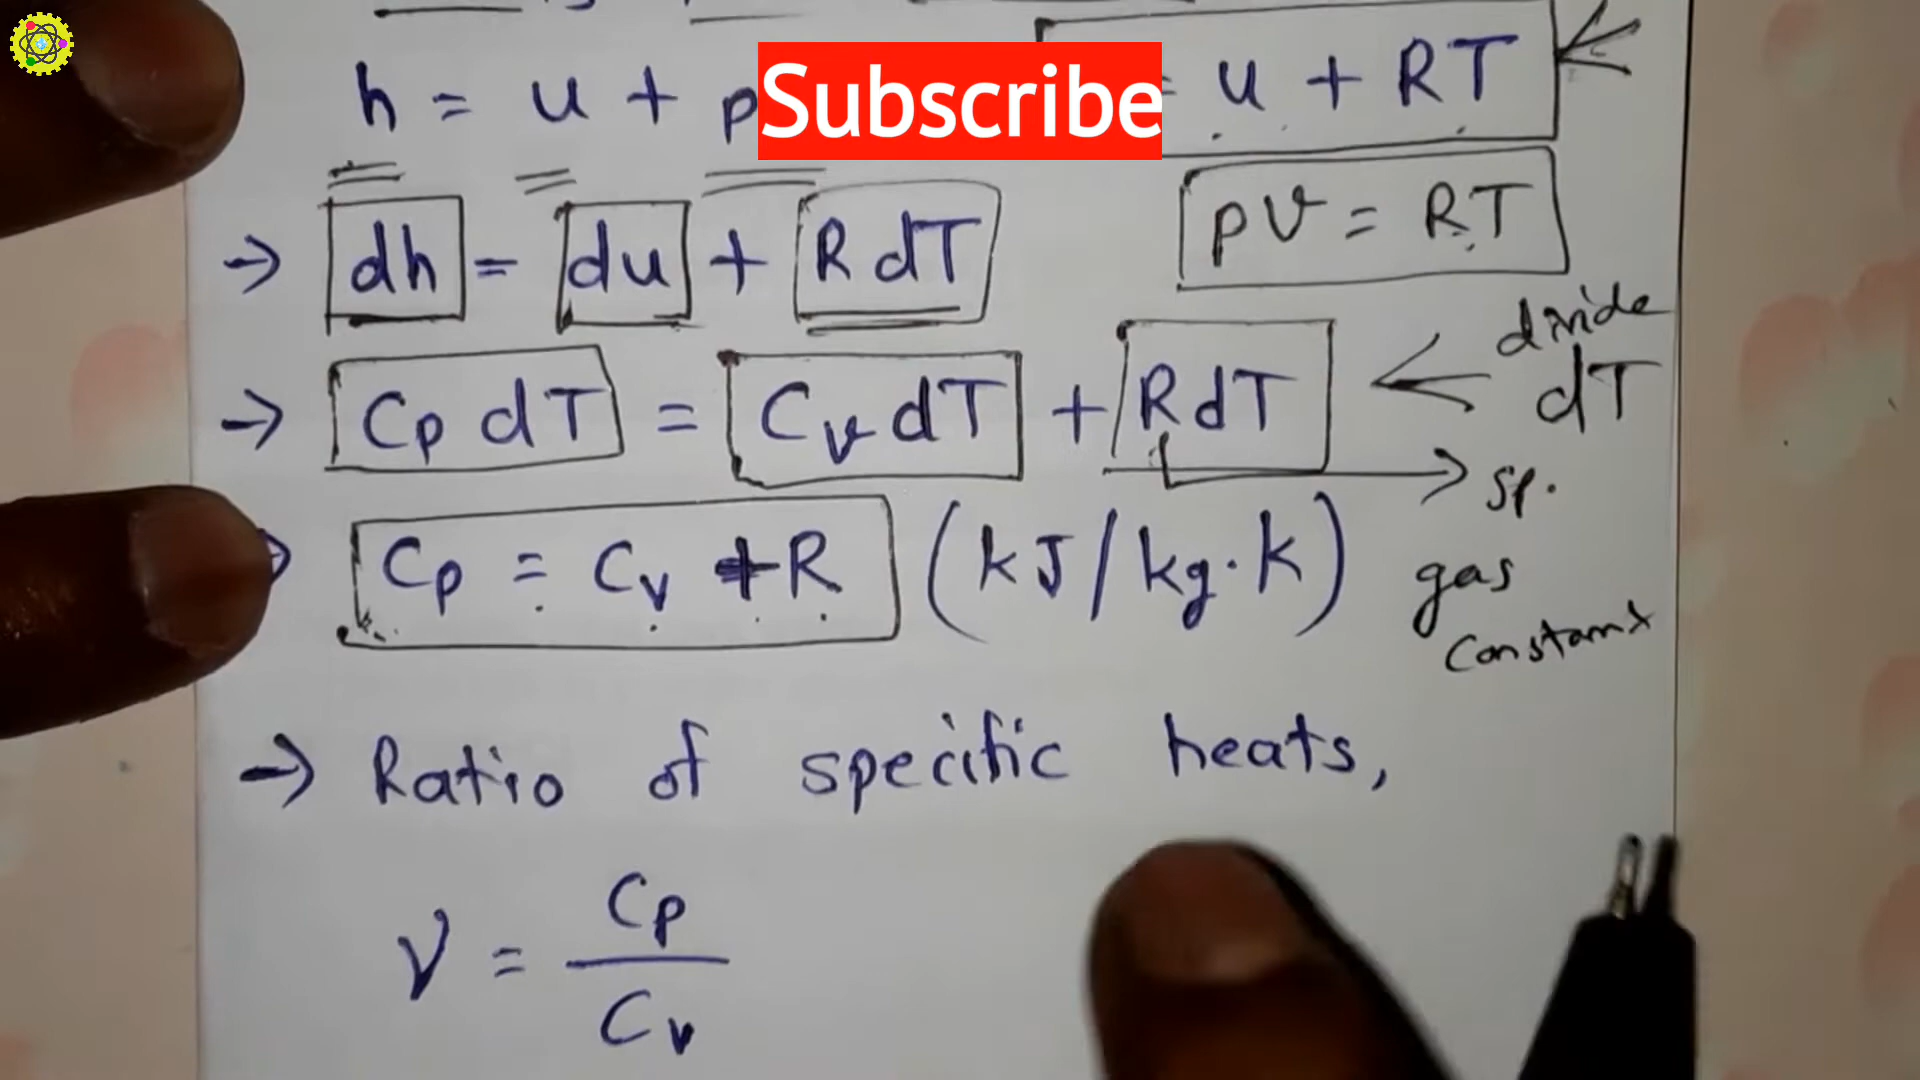 h = u + p
Subscribe
= u + RT
pv = RT
→ dh = du + R dT
divide
dT
→ Cp dT = Cv dT + RdT
sp.
gas
constant
Cp = Cv + R (kJ/kg.K)
→ Ratio of specific heats,
γ = Cp
Cv